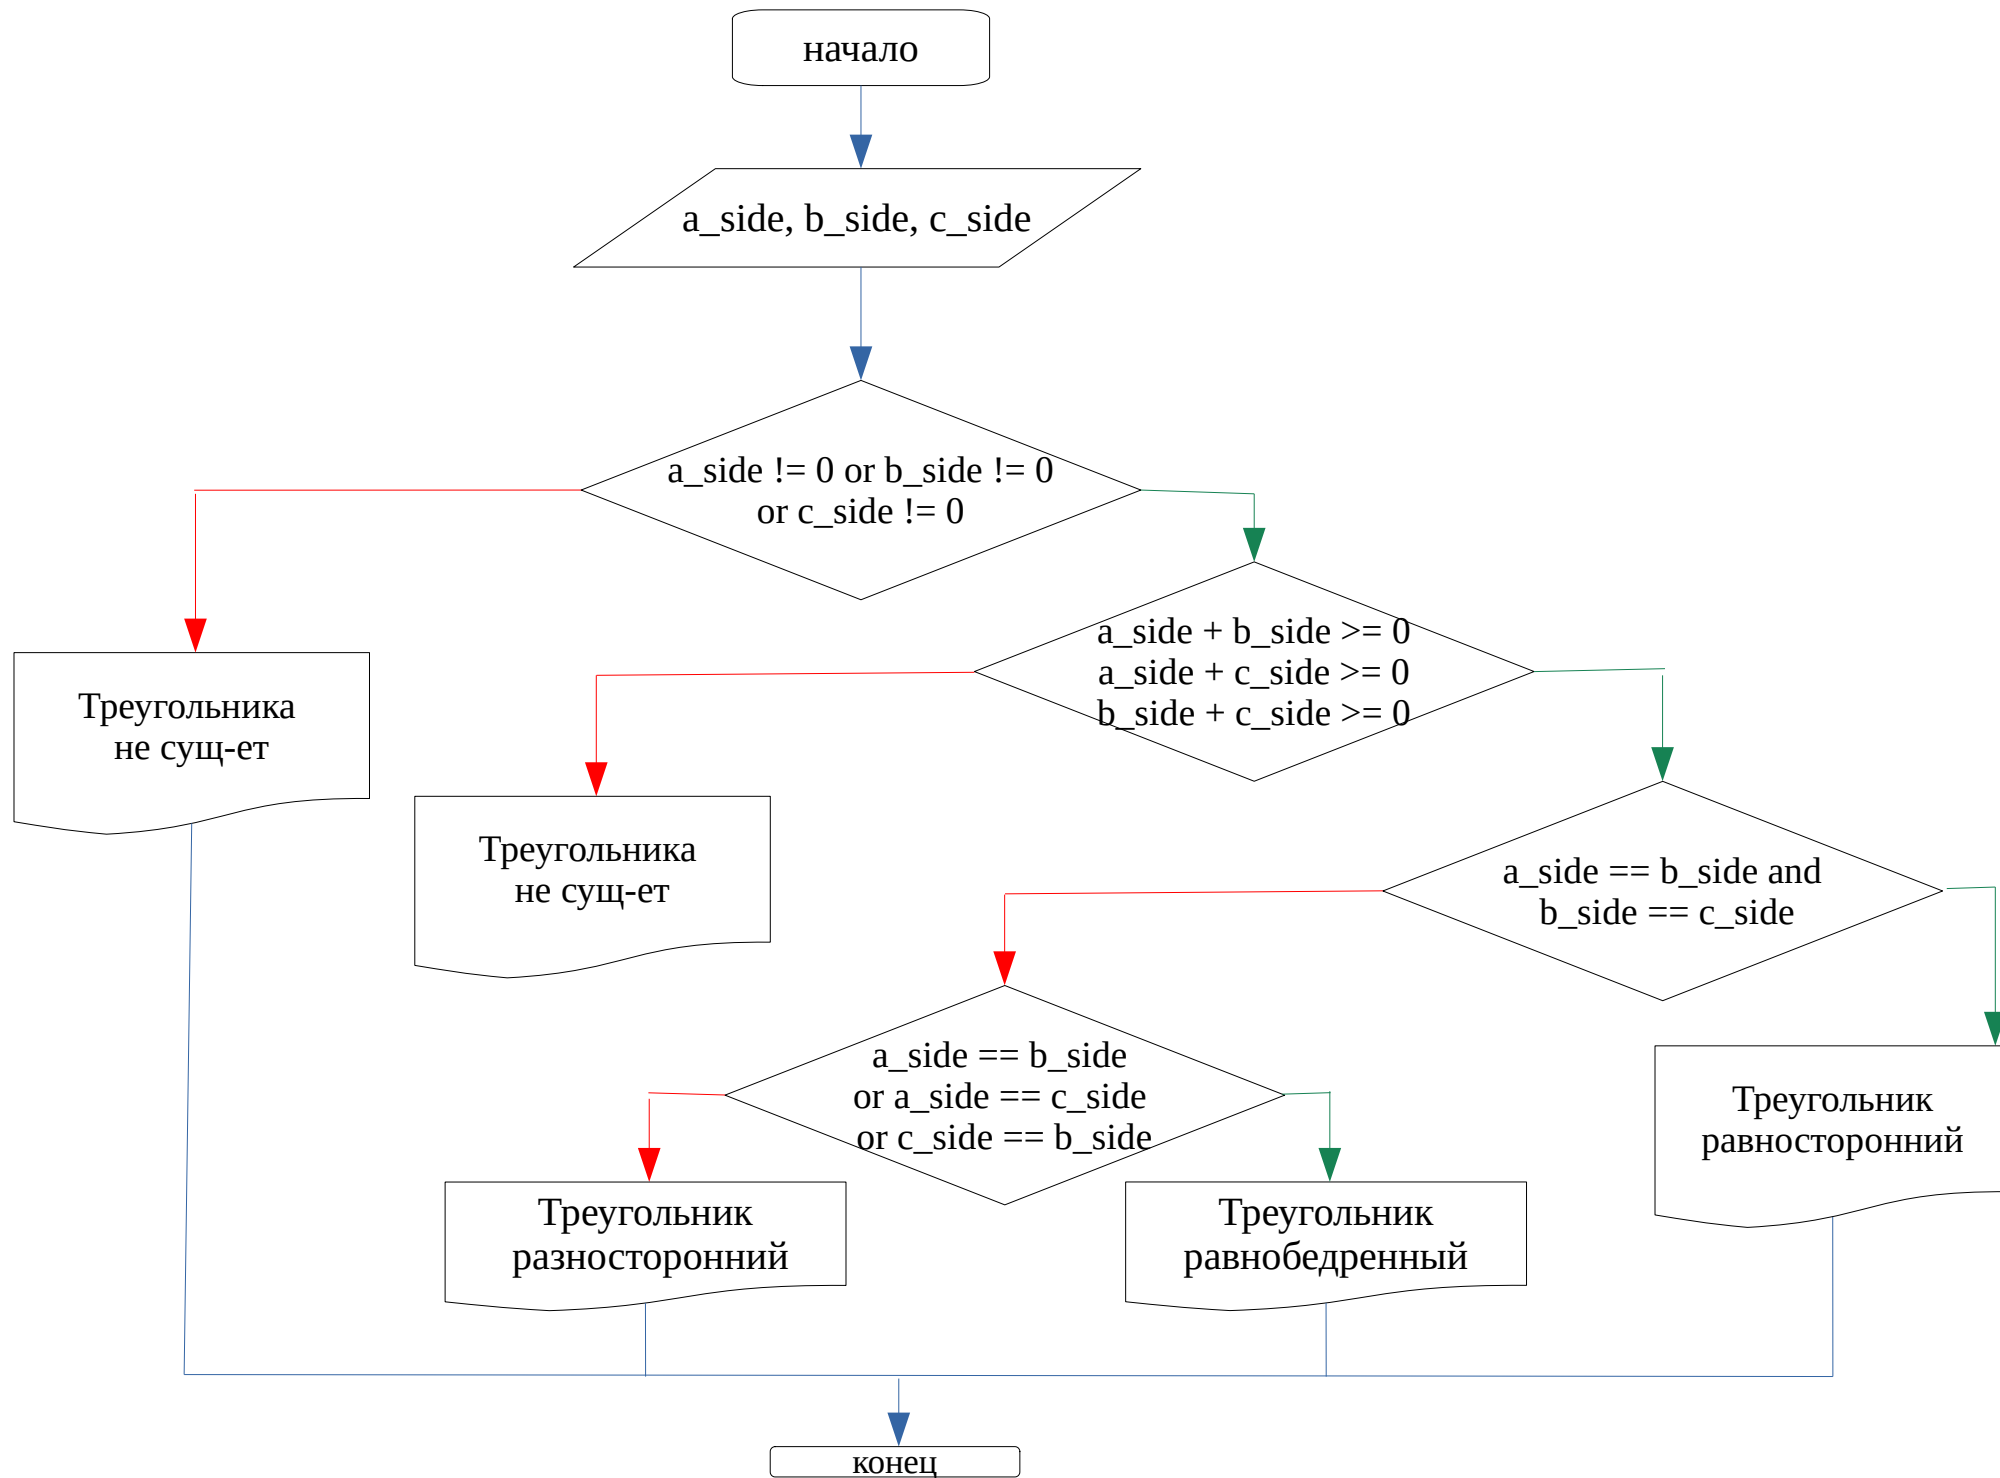 начало
a_side, b_side, c_side
a_side != 0 or b_side != 0
or c_side != 0
a_side + b_side >= 0
a_side + c_side >= 0
b_side + c_side >= 0
Треугольника
не сущ-ет
Треугольника
не сущ-ет
a_side == b_side and
b_side == c_side
a_side == b_side
or a_side == c_side
or c_side == b_side
Треугольник
равносторонний
Треугольник
разносторонний
Треугольник
равнобедренный
конец